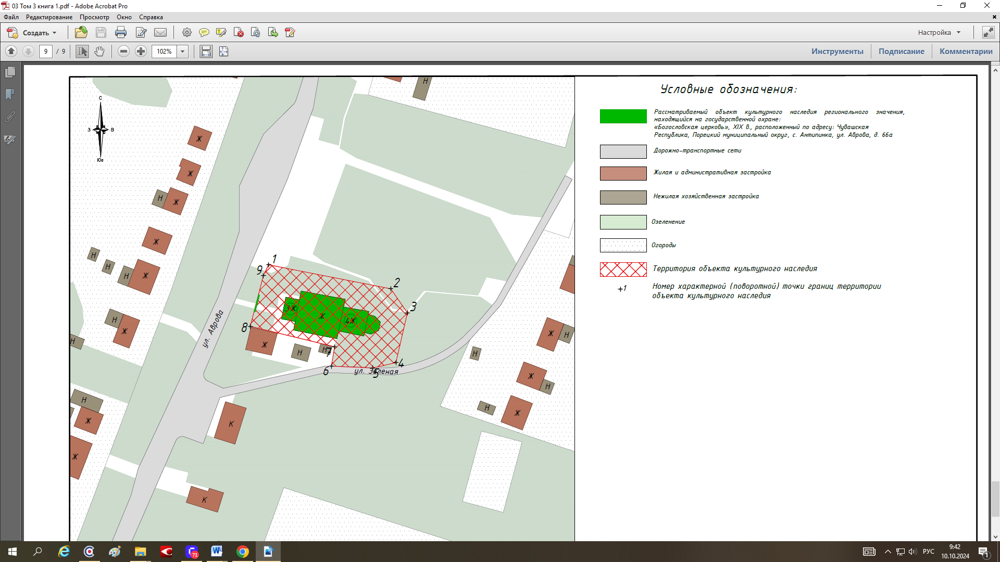 03 Том 3 книга 1.pdf - Adobe Acrobat Pro
Файл Редактирование Просмотр Окно Справка
Создать
Настройка
9 / 9
102%
Инструменты Подписание Комментарии
С
З В
Юг
Условные обозначения:
Рассматриваемый объект культурного наследия регионального значения,
находящийся на государственной охране:
«Богословская церковь», XIX в., расположенный по адресу: Чувашская
Республика, Порецкий муниципальный округ, с. Антипинка, ул. Аврова, д. 66а
Дорожно-транспортные сети
Жилая и административная застройка
Нежилая хозяйственная застройка
Озеленение
Огороды
Территория объекта культурного наследия
1
Номер характерной (поворотной) точки границ территории
объекта культурного наследия
Н
Ж
Ж
Н Ж
Ж
Н
Н
Н Ж
Н
Ж
Н
Н
Ж
Ж
1
9
2
3
8
7
6
5
4
3Ж
Ж
4Ж
Ж
Н
Н
ул. Аврова
ул. Зеленая
К
К
Ж Н
Н
Ж
Н
Н
Ж
РУС
9:42
10.10.2024
71
1